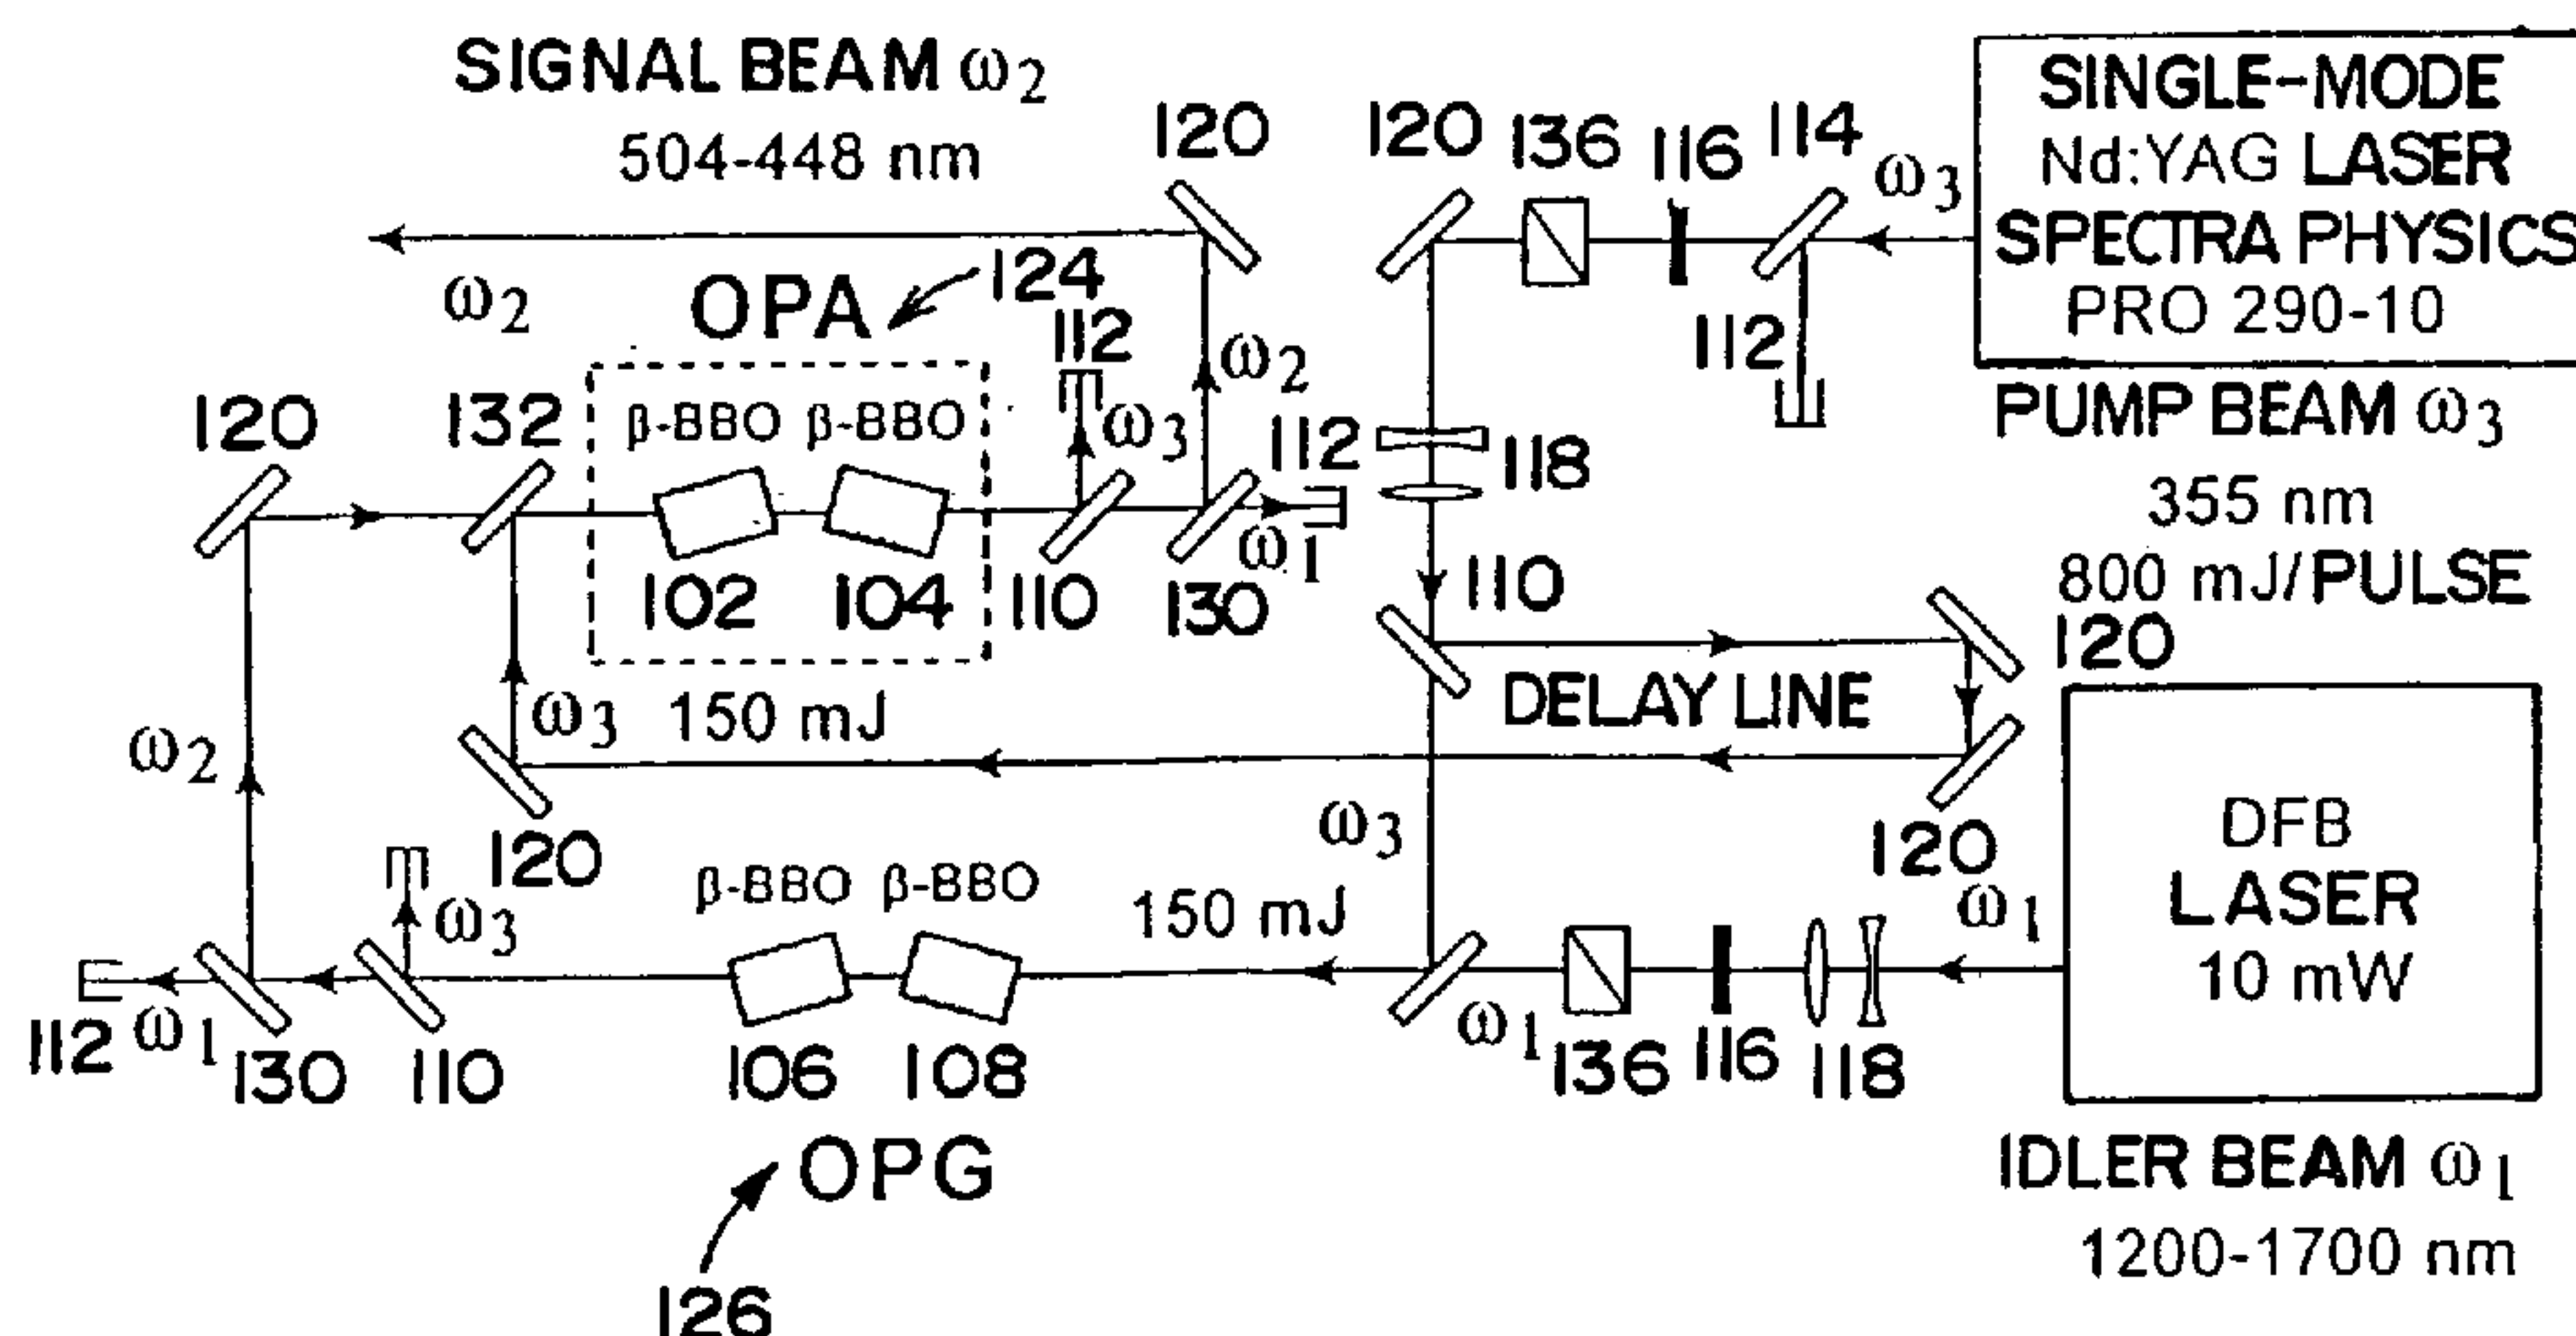 SIGNAL BEAM ω2
504-448 nm
120
120
136
116
114
ω3
SINGLE-MODE
Nd:YAG LASER
SPECTRA PHYSICS
PRO 290-10
ω2
OPA
124
112
ω2
112
PUMP BEAM ω3
355 nm
800 mJ/PULSE
120
132
β-BBO
β-BBO
ω3
112
118
102
104
110
130
ω1
110
120
ω2
ω3
150 mJ
DELAY LINE
120
120
ω3
β-BBO
β-BBO
150 mJ
ω3
ω1
DFB
LASER
10 mW
112
ω1
130
110
106
108
ω1
136
116
118
OPG
126
IDLER BEAM ω1
1200-1700 nm